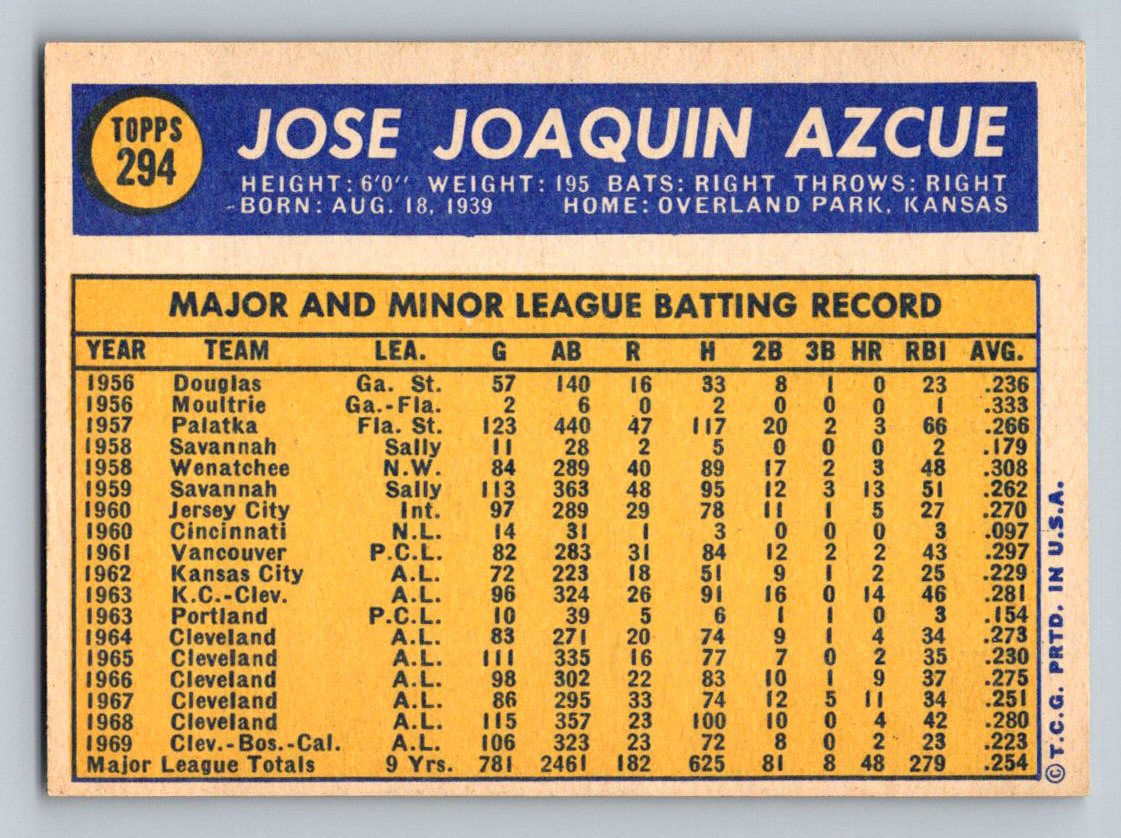 TOPPS
294
JOSE JOAQUIN AZCUE
HEIGHT: 6'0" WEIGHT: 195 BATS: RIGHT THROWS: RIGHT
BORN: AUG. 18, 1939 HOME: OVERLAND PARK, KANSAS
MAJOR AND MINOR LEAGUE BATTING RECORD
YEAR TEAM LEA. G AB R H 2B 3B HR RBI AVG.
1956 Douglas Ga. St. 57 140 16 33 8 1 0 23 .236
1956 Moultrie Ga.-Fla. 2 6 0 2 0 0 0 1 .333
1957 Palatka Fla. St. 123 440 47 117 20 2 3 66 .266
1958 Savannah Sally 11 28 2 5 0 0 0 2 .179
1958 Wenatchee N.W. 84 289 40 89 17 2 3 48 .308
1959 Savannah Sally 113 363 48 95 12 3 13 51 .262
1960 Jersey City Int. 97 289 29 78 11 1 5 27 .270
1960 Cincinnati N.L. 14 31 1 3 0 0 0 3 .097
1961 Vancouver P.C.L. 82 283 31 84 12 2 2 43 .297
1962 Kansas City A.L. 72 223 18 51 9 1 2 25 .229
1963 K.C.-Clev. A.L. 96 324 26 91 16 0 14 46 .281
1963 Portland P.C.L. 10 39 5 6 1 1 0 3 .154
1964 Cleveland A.L. 83 271 20 74 9 1 4 34 .273
1965 Cleveland A.L. 111 335 16 77 7 0 2 35 .230
1966 Cleveland A.L. 98 302 22 83 10 1 9 37 .275
1967 Cleveland A.L. 86 295 33 74 12 5 11 34 .251
1968 Cleveland A.L. 115 357 23 100 10 0 4 42 .280
1969 Clev.-Bos.-Cal. A.L. 106 323 23 72 8 0 2 23 .223
Major League Totals 9 Yrs. 781 2461 182 625 81 8 48 279 .254
© T.C.G. PRTD. IN U.S.A.